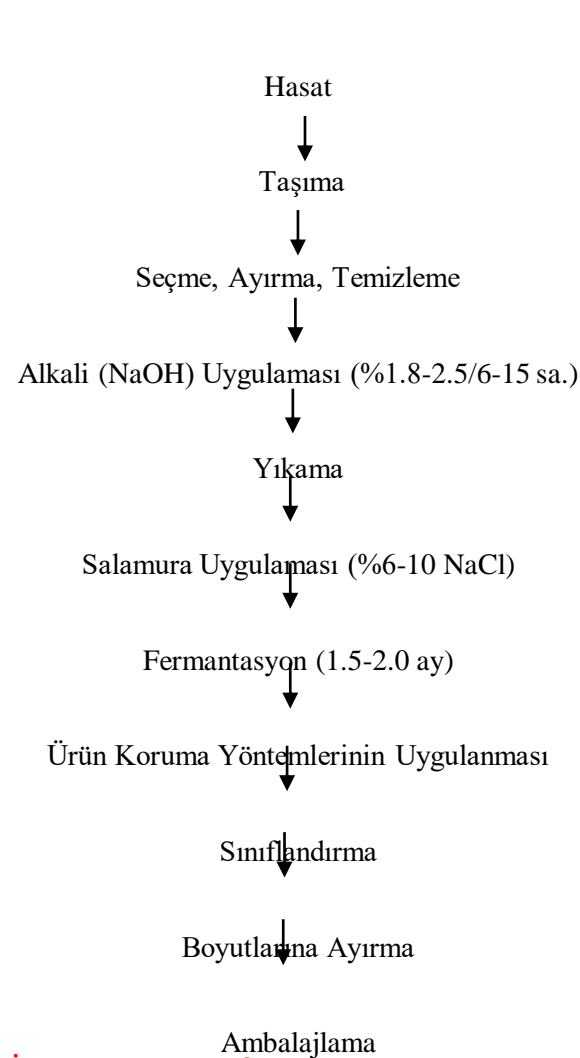 Hasat
Taşıma
Seçme, Ayırma, Temizleme
Alkali (NaOH) Uygulaması (%1.8-2.5/6-15 sa.)
Yıkama
Salamura Uygulaması (%6-10 NaCl)
Fermantasyon (1.5-2.0 ay)
Ürün Koruma Yöntemlerinin Uygulanması
Sınıflandırma
Boyutlarına Ayırma
Ambalajlama